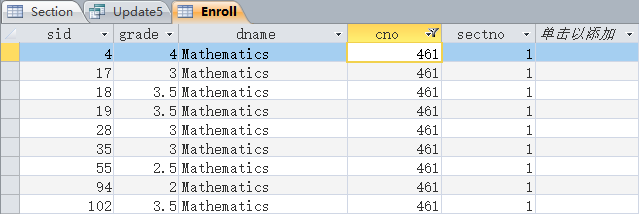 Section Update5 Enroll
sid grade dname cno sectno 单击以添加
4 4 Mathematics 461 1
17 3 Mathematics 461 1
18 3.5 Mathematics 461 1
19 3.5 Mathematics 461 1
28 3 Mathematics 461 1
35 3 Mathematics 461 1
55 2.5 Mathematics 461 1
94 2 Mathematics 461 1
102 3.5 Mathematics 461 1